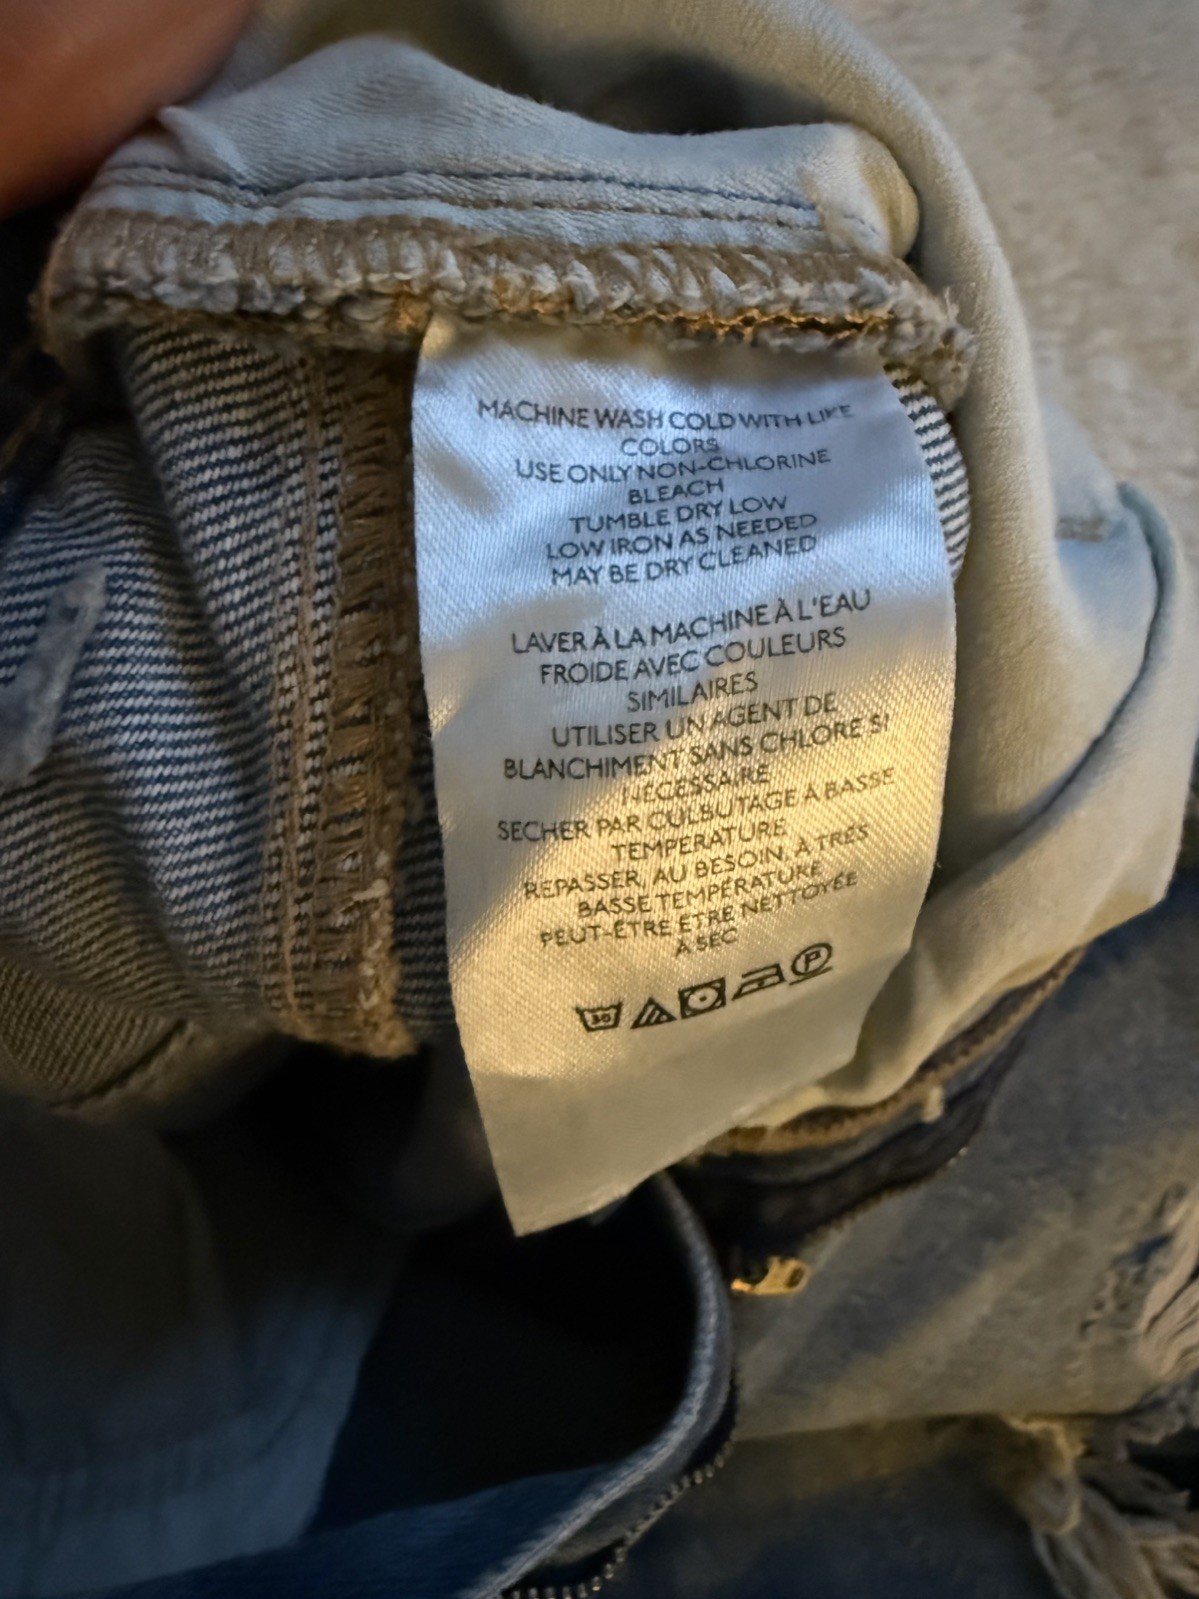 MACHINE WASH COLD WITH LIKE
COLORS
USE ONLY NON-CHLORINE
BLEACH
TUMBLE DRY LOW
LOW IRON AS NEEDED
MAY BE DRY CLEANED
LAVER À LA MACHINE À L'EAU
FROIDE AVEC COULEURS
SIMILAIRES
UTILISER UN AGENT DE
BLANCHIMENT SANS CHLORE SI
NÉCESSAIRE
SECHER PAR CULBUTAGE A BASSE
TEMPERATURE
REPASSER, AU BESOIN, À TRÈS
BASSE TEMPÉRATURE
PEUT-ÊTRE ÊTRE NETTOYÉE
À SEC
30 P